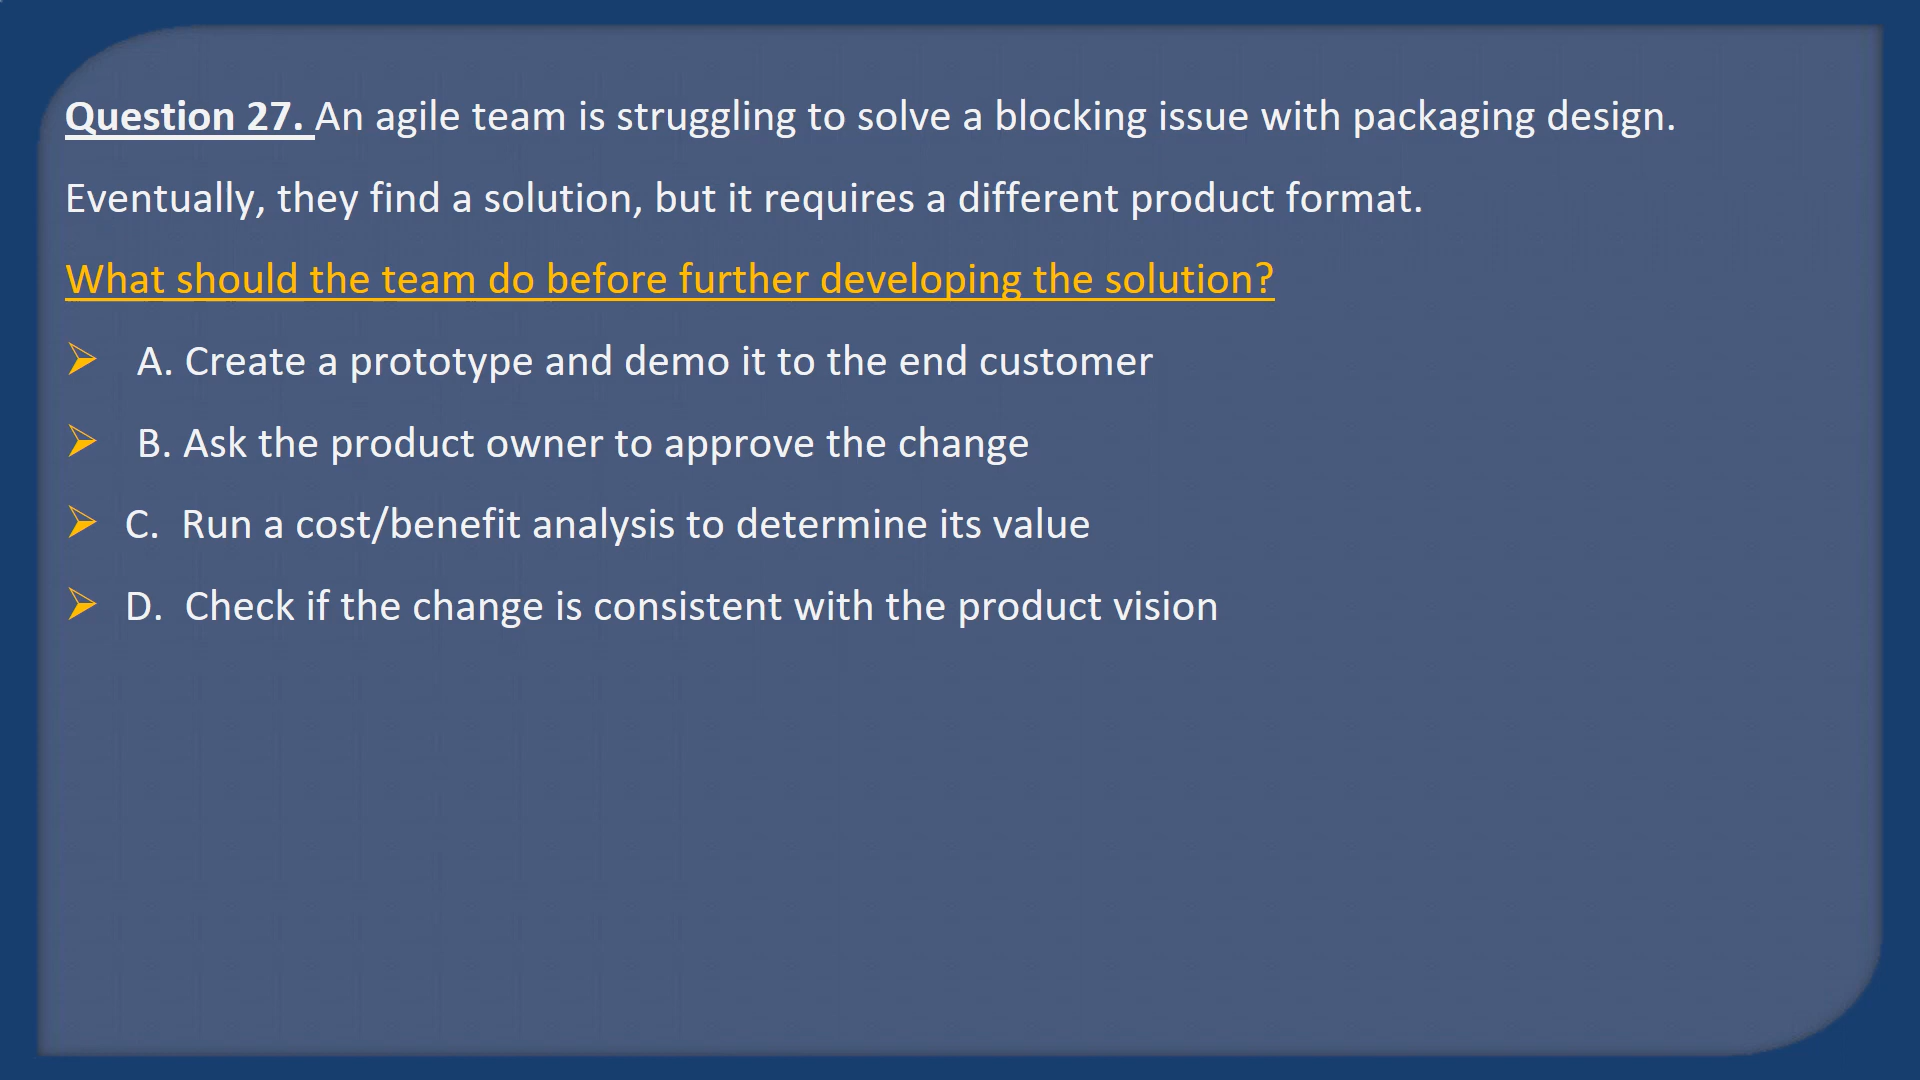 Question 27. An agile team is struggling to solve a blocking issue with packaging design.
Eventually, they find a solution, but it requires a different product format.
What should the team do before further developing the solution?
A. Create a prototype and demo it to the end customer
B. Ask the product owner to approve the change
C. Run a cost/benefit analysis to determine its value
D. Check if the change is consistent with the product vision